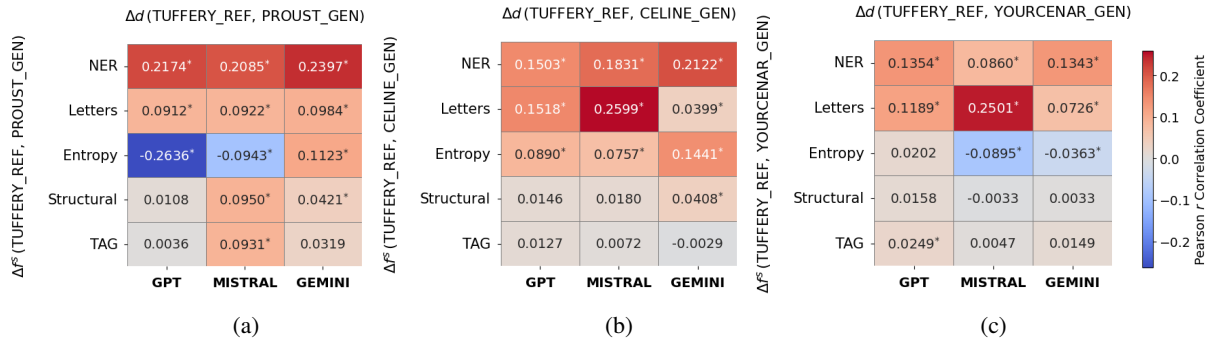 Δd (TUFFERY_REF, PROUST_GEN)
Δfˢ (TUFFERY_REF, PROUST_GEN)
NER 0.2174* 0.2085* 0.2397*
Letters 0.0912* 0.0922* 0.0984*
Entropy -0.2636* -0.0943* 0.1123*
Structural 0.0108 0.0950* 0.0421*
TAG 0.0036 0.0931* 0.0319
GPT MISTRAL GEMINI
(a)
Δd (TUFFERY_REF, CELINE_GEN)
Δfˢ (TUFFERY_REF, CELINE_GEN)
NER 0.1503* 0.1831* 0.2122*
Letters 0.1518* 0.2599* 0.0399*
Entropy 0.0890* 0.0757* 0.1441*
Structural 0.0146 0.0180 0.0408*
TAG 0.0127 0.0072 -0.0029
GPT MISTRAL GEMINI
(b)
Δd (TUFFERY_REF, YOURCENAR_GEN)
Δfˢ (TUFFERY_REF, YOURCENAR_GEN)
NER 0.1354* 0.0860* 0.1343*
Letters 0.1189* 0.2501* 0.0726*
Entropy 0.0202 -0.0895* -0.0363*
Structural 0.0158 -0.0033 0.0033
TAG 0.0249* 0.0047 0.0149
GPT MISTRAL GEMINI
(c)
0.2
0.1
0.0
−0.1
−0.2
Pearson r Correlation Coefficient